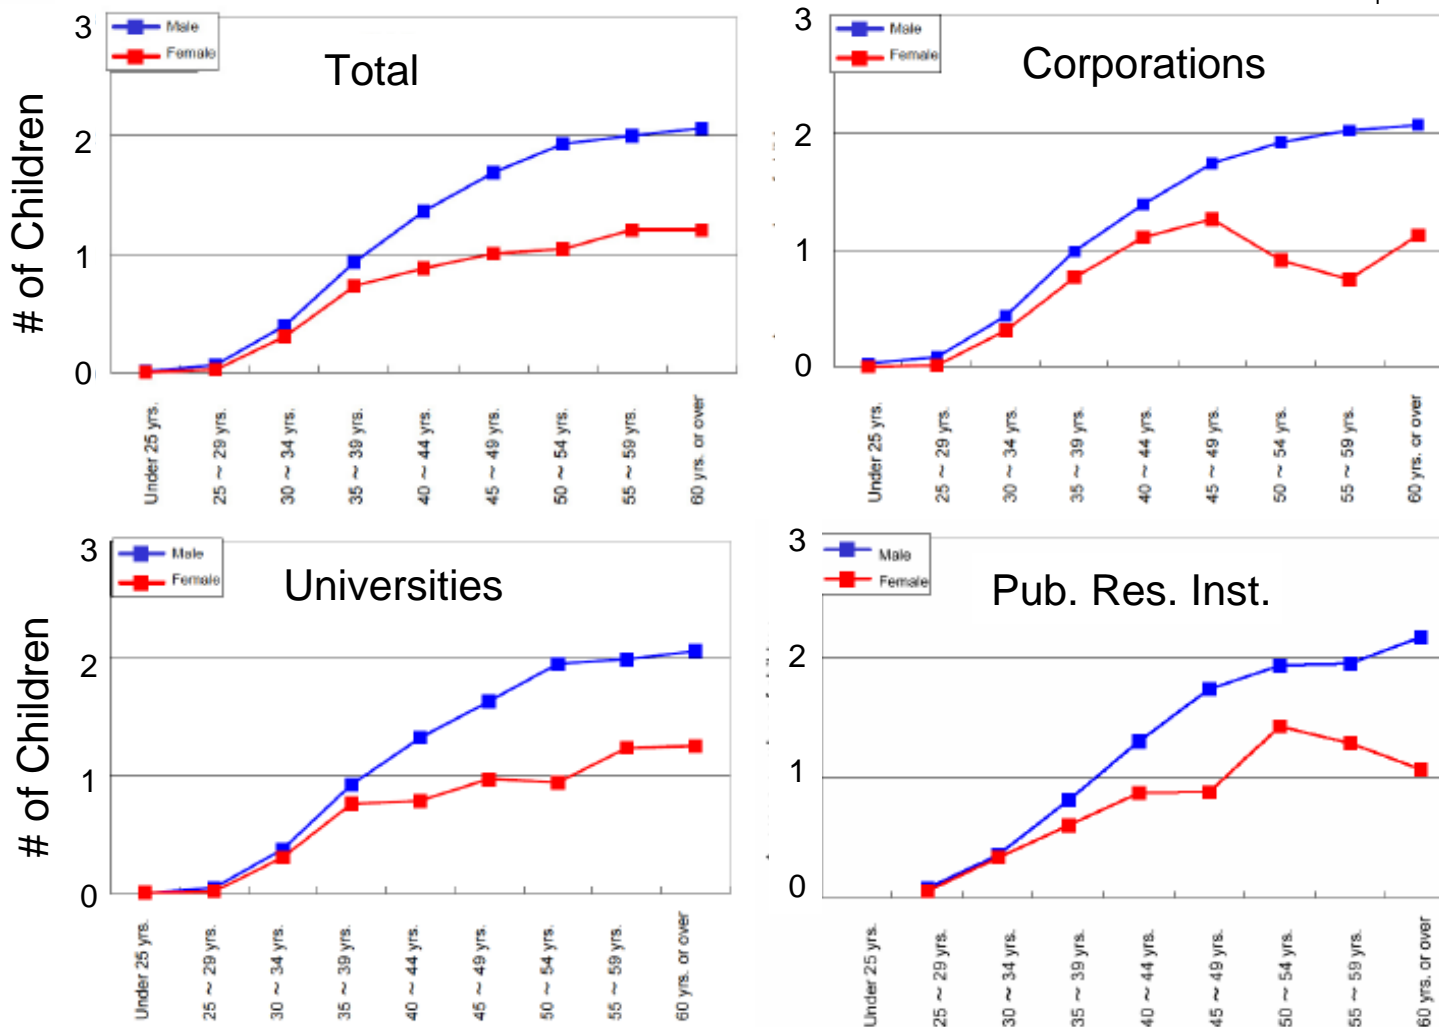 Total
Male
Female
# of Children
3
2
1
0
Under 25 yrs.
25 ~ 29 yrs.
30 ~ 34 yrs.
35 ~ 39 yrs.
40 ~ 44 yrs.
45 ~ 49 yrs.
50 ~ 54 yrs.
55 ~ 59 yrs.
60 yrs. or over
Corporations
Male
Female
3
2
1
0
Under 25 yrs.
25 ~ 29 yrs.
30 ~ 34 yrs.
35 ~ 39 yrs.
40 ~ 44 yrs.
45 ~ 49 yrs.
50 ~ 54 yrs.
55 ~ 59 yrs.
60 yrs. or over
Universities
Male
Female
# of Children
3
2
1
0
Under 25 yrs.
25 ~ 29 yrs.
30 ~ 34 yrs.
35 ~ 39 yrs.
40 ~ 44 yrs.
45 ~ 49 yrs.
50 ~ 54 yrs.
55 ~ 59 yrs.
60 yrs. or over
Pub. Res. Inst.
Male
Female
3
2
1
0
Under 25 yrs.
25 ~ 29 yrs.
30 ~ 34 yrs.
35 ~ 39 yrs.
40 ~ 44 yrs.
45 ~ 49 yrs.
50 ~ 54 yrs.
55 ~ 59 yrs.
60 yrs. or over